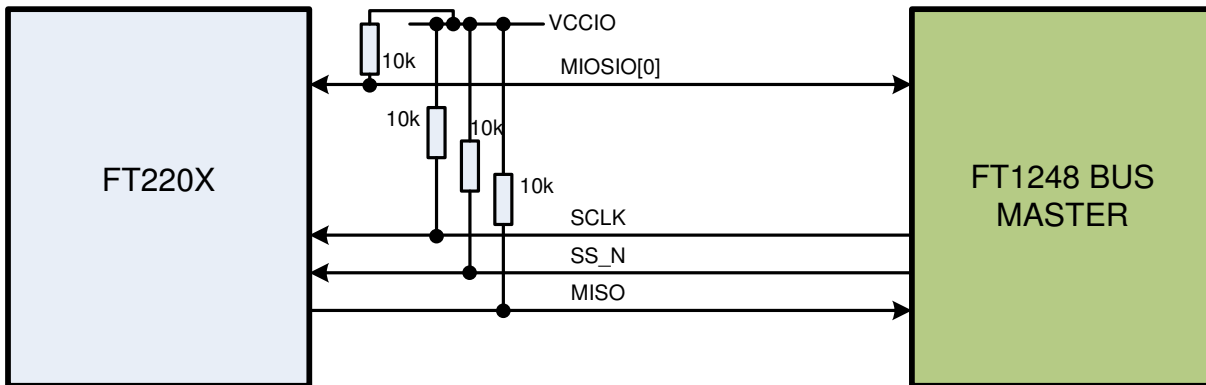 VCCIO
10k
MIOSIO[0]
10k
10k
FT220X
FT1248 BUS
MASTER
10k
SCLK
SS_N
MISO